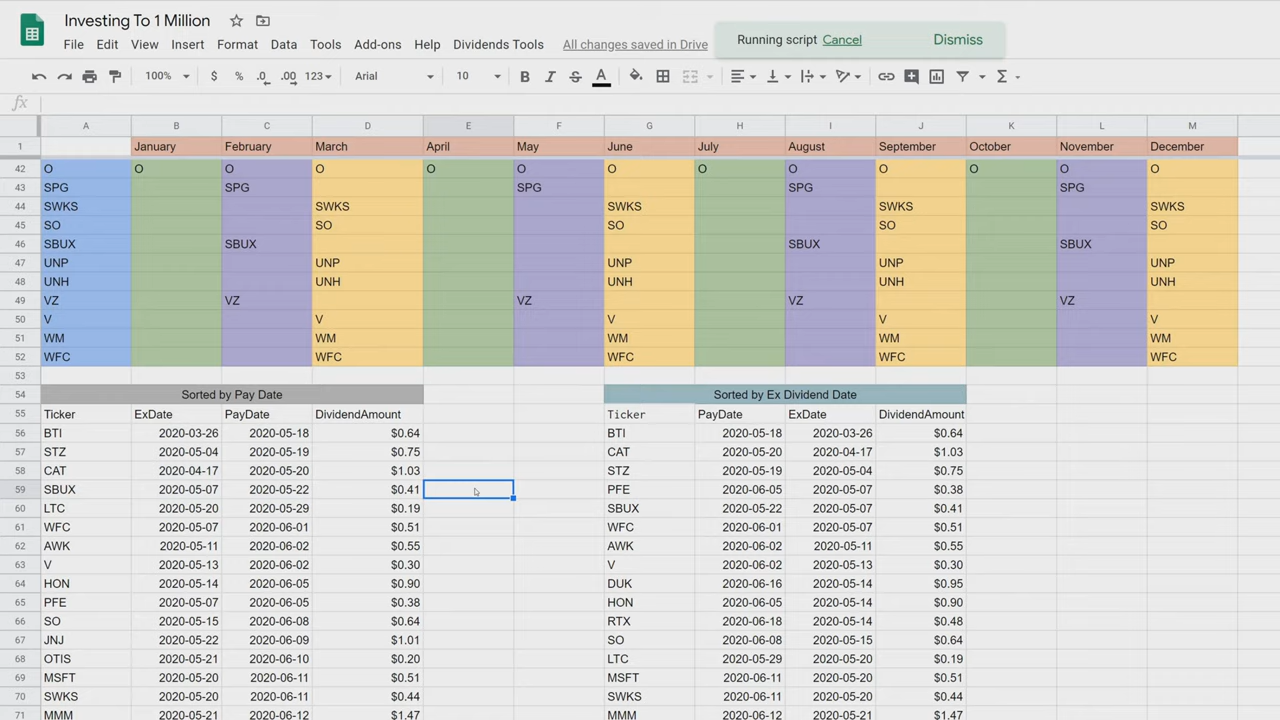 Investing To 1 Million
Running script Cancel Dismiss
File Edit View Insert Format Data Tools Add-ons Help Dividends Tools All changes saved in Drive
100% $ % .0 .00 123 Arial 10 B I S A
fx
A B C D E F G H I J K L M
1 January February March April May June July August September October November December
42 O O O O O O O O O O O O O
43 SPG SPG SPG SPG SPG
44 SWKS SWKS SWKS SWKS SWKS
45 SO SO SO SO SO
46 SBUX SBUX SBUX SBUX
47 UNP UNP UNP UNP UNP
48 UNH UNH UNH UNH UNH
49 VZ VZ VZ VZ VZ
50 V V V V V
51 WM WM WM WM WM
52 WFC WFC WFC WFC WFC
53
54 Sorted by Pay Date Sorted by Ex Dividend Date
55 Ticker ExDate PayDate DividendAmount Ticker PayDate ExDate DividendAmount
56 BTI 2020-03-26 2020-05-18 $0.64 BTI 2020-05-18 2020-03-26 $0.64
57 STZ 2020-05-04 2020-05-19 $0.75 CAT 2020-05-20 2020-04-17 $1.03
58 CAT 2020-04-17 2020-05-20 $1.03 STZ 2020-05-19 2020-05-04 $0.75
59 SBUX 2020-05-07 2020-05-22 $0.41 PFE 2020-06-05 2020-05-07 $0.38
60 LTC 2020-05-20 2020-05-29 $0.19 SBUX 2020-05-22 2020-05-07 $0.41
61 WFC 2020-05-07 2020-06-01 $0.51 WFC 2020-06-01 2020-05-07 $0.51
62 AWK 2020-05-11 2020-06-02 $0.55 AWK 2020-06-02 2020-05-11 $0.55
63 V 2020-05-13 2020-06-02 $0.30 V 2020-06-02 2020-05-13 $0.30
64 HON 2020-05-14 2020-06-05 $0.90 DUK 2020-06-16 2020-05-14 $0.95
65 PFE 2020-05-07 2020-06-05 $0.38 HON 2020-06-05 2020-05-14 $0.90
66 SO 2020-05-15 2020-06-08 $0.64 RTX 2020-06-18 2020-05-14 $0.48
67 JNJ 2020-05-22 2020-06-09 $1.01 SO 2020-06-08 2020-05-15 $0.64
68 OTIS 2020-05-21 2020-06-10 $0.20 LTC 2020-05-29 2020-05-20 $0.19
69 MSFT 2020-05-20 2020-06-11 $0.51 MSFT 2020-06-11 2020-05-20 $0.51
70 SWKS 2020-05-20 2020-06-11 $0.44 SWKS 2020-06-11 2020-05-20 $0.44
71 MMM 2020-05-21 2020-06-12 $1.47 MMM 2020-06-12 2020-05-21 $1.47